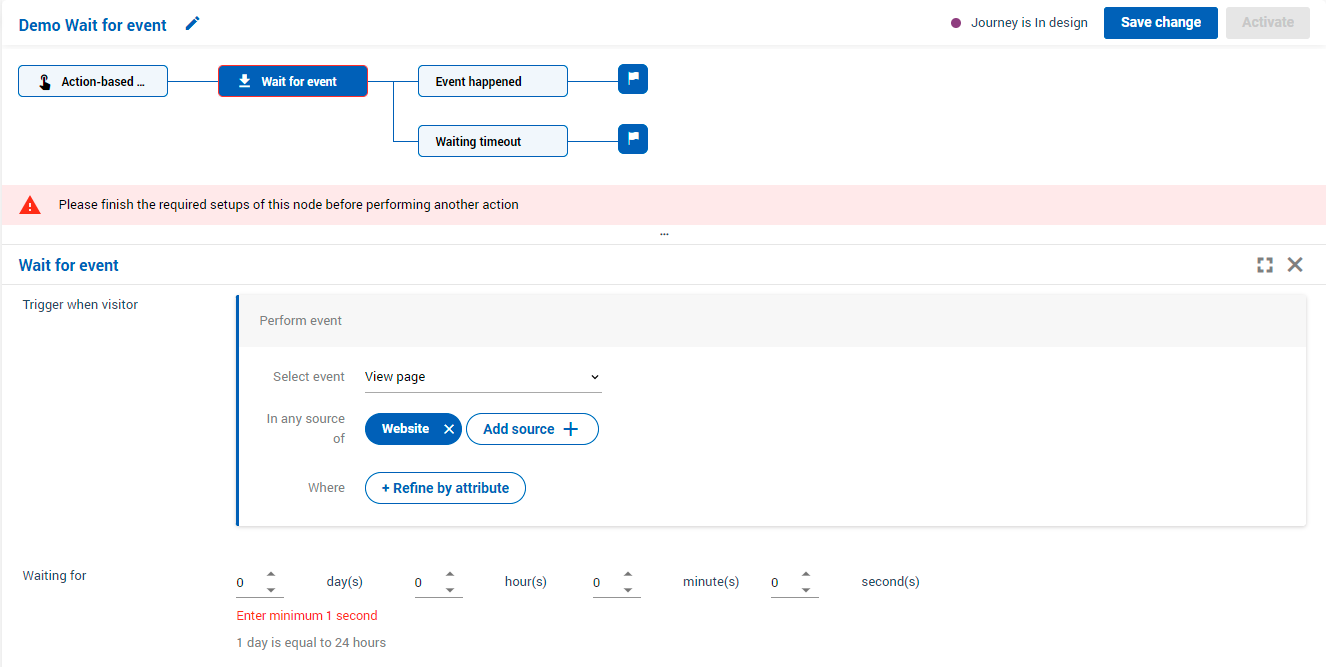 Demo Wait for event
Journey is In design
Save change
Activate
Action-based ...
Wait for event
Event happened
Waiting timeout
Please finish the required setups of this node before performing another action
...
Wait for event
Trigger when visitor
Perform event
Select event
View page
In any source
of
Website
Add source
Where
+ Refine by attribute
Waiting for
0 day(s) 0 hour(s) 0 minute(s) 0 second(s)
Enter minimum 1 second
1 day is equal to 24 hours